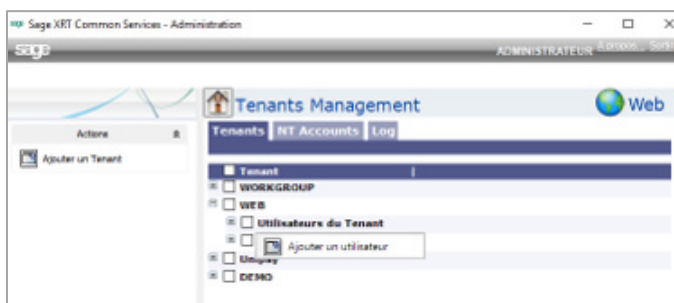 Sage XRT Common Services - Administration
sage
ADMINISTRATEUR A propos...
Tenants Management
Web
Actions
Tenants NT Accounts Log
Ajouter un Tenant
Tenant
WORKGROUP
WEB
Utilisateurs du Tenant
Ajouter un utilisateur
DEMO